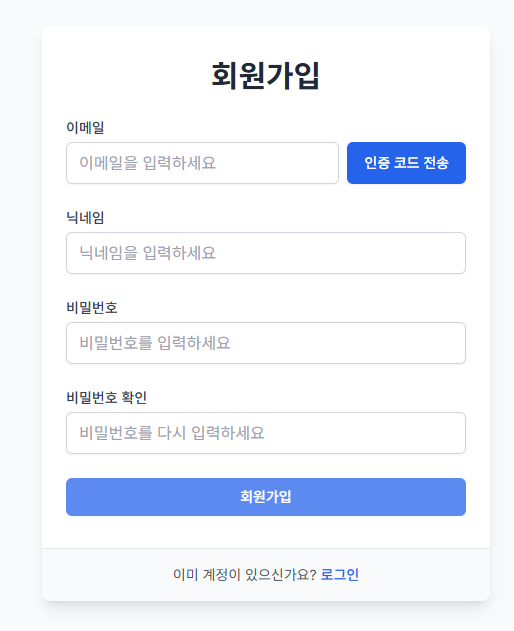 회원가입
이메일
이메일을 입력하세요
인증 코드 전송
닉네임
닉네임을 입력하세요
비밀번호
비밀번호를 입력하세요
비밀번호 확인
비밀번호를 다시 입력하세요
회원가입
이미 계정이 있으신가요? 로그인